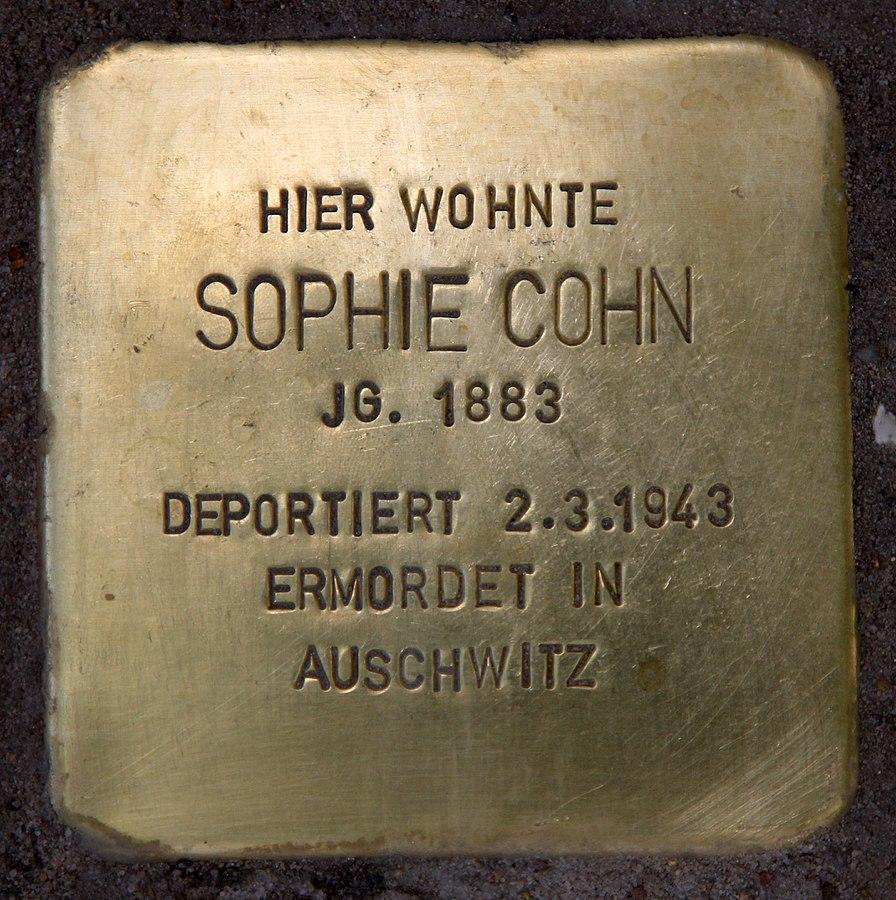 HIER WOHNTE
SOPHIE COHN
JG. 1883
DEPORTIERT 2.3.1943
ERMORDET IN
AUSCHWITZ